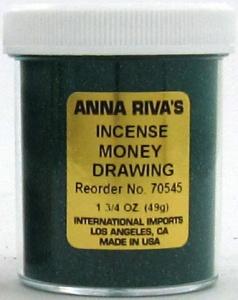 ANNA RIVA'S
INCENSE
MONEY
DRAWING
Reorder No. 70545
1 3/4 OZ. (49g)
INTERNATIONAL IMPORTS
LOS ANGELES, CA
MADE IN USA